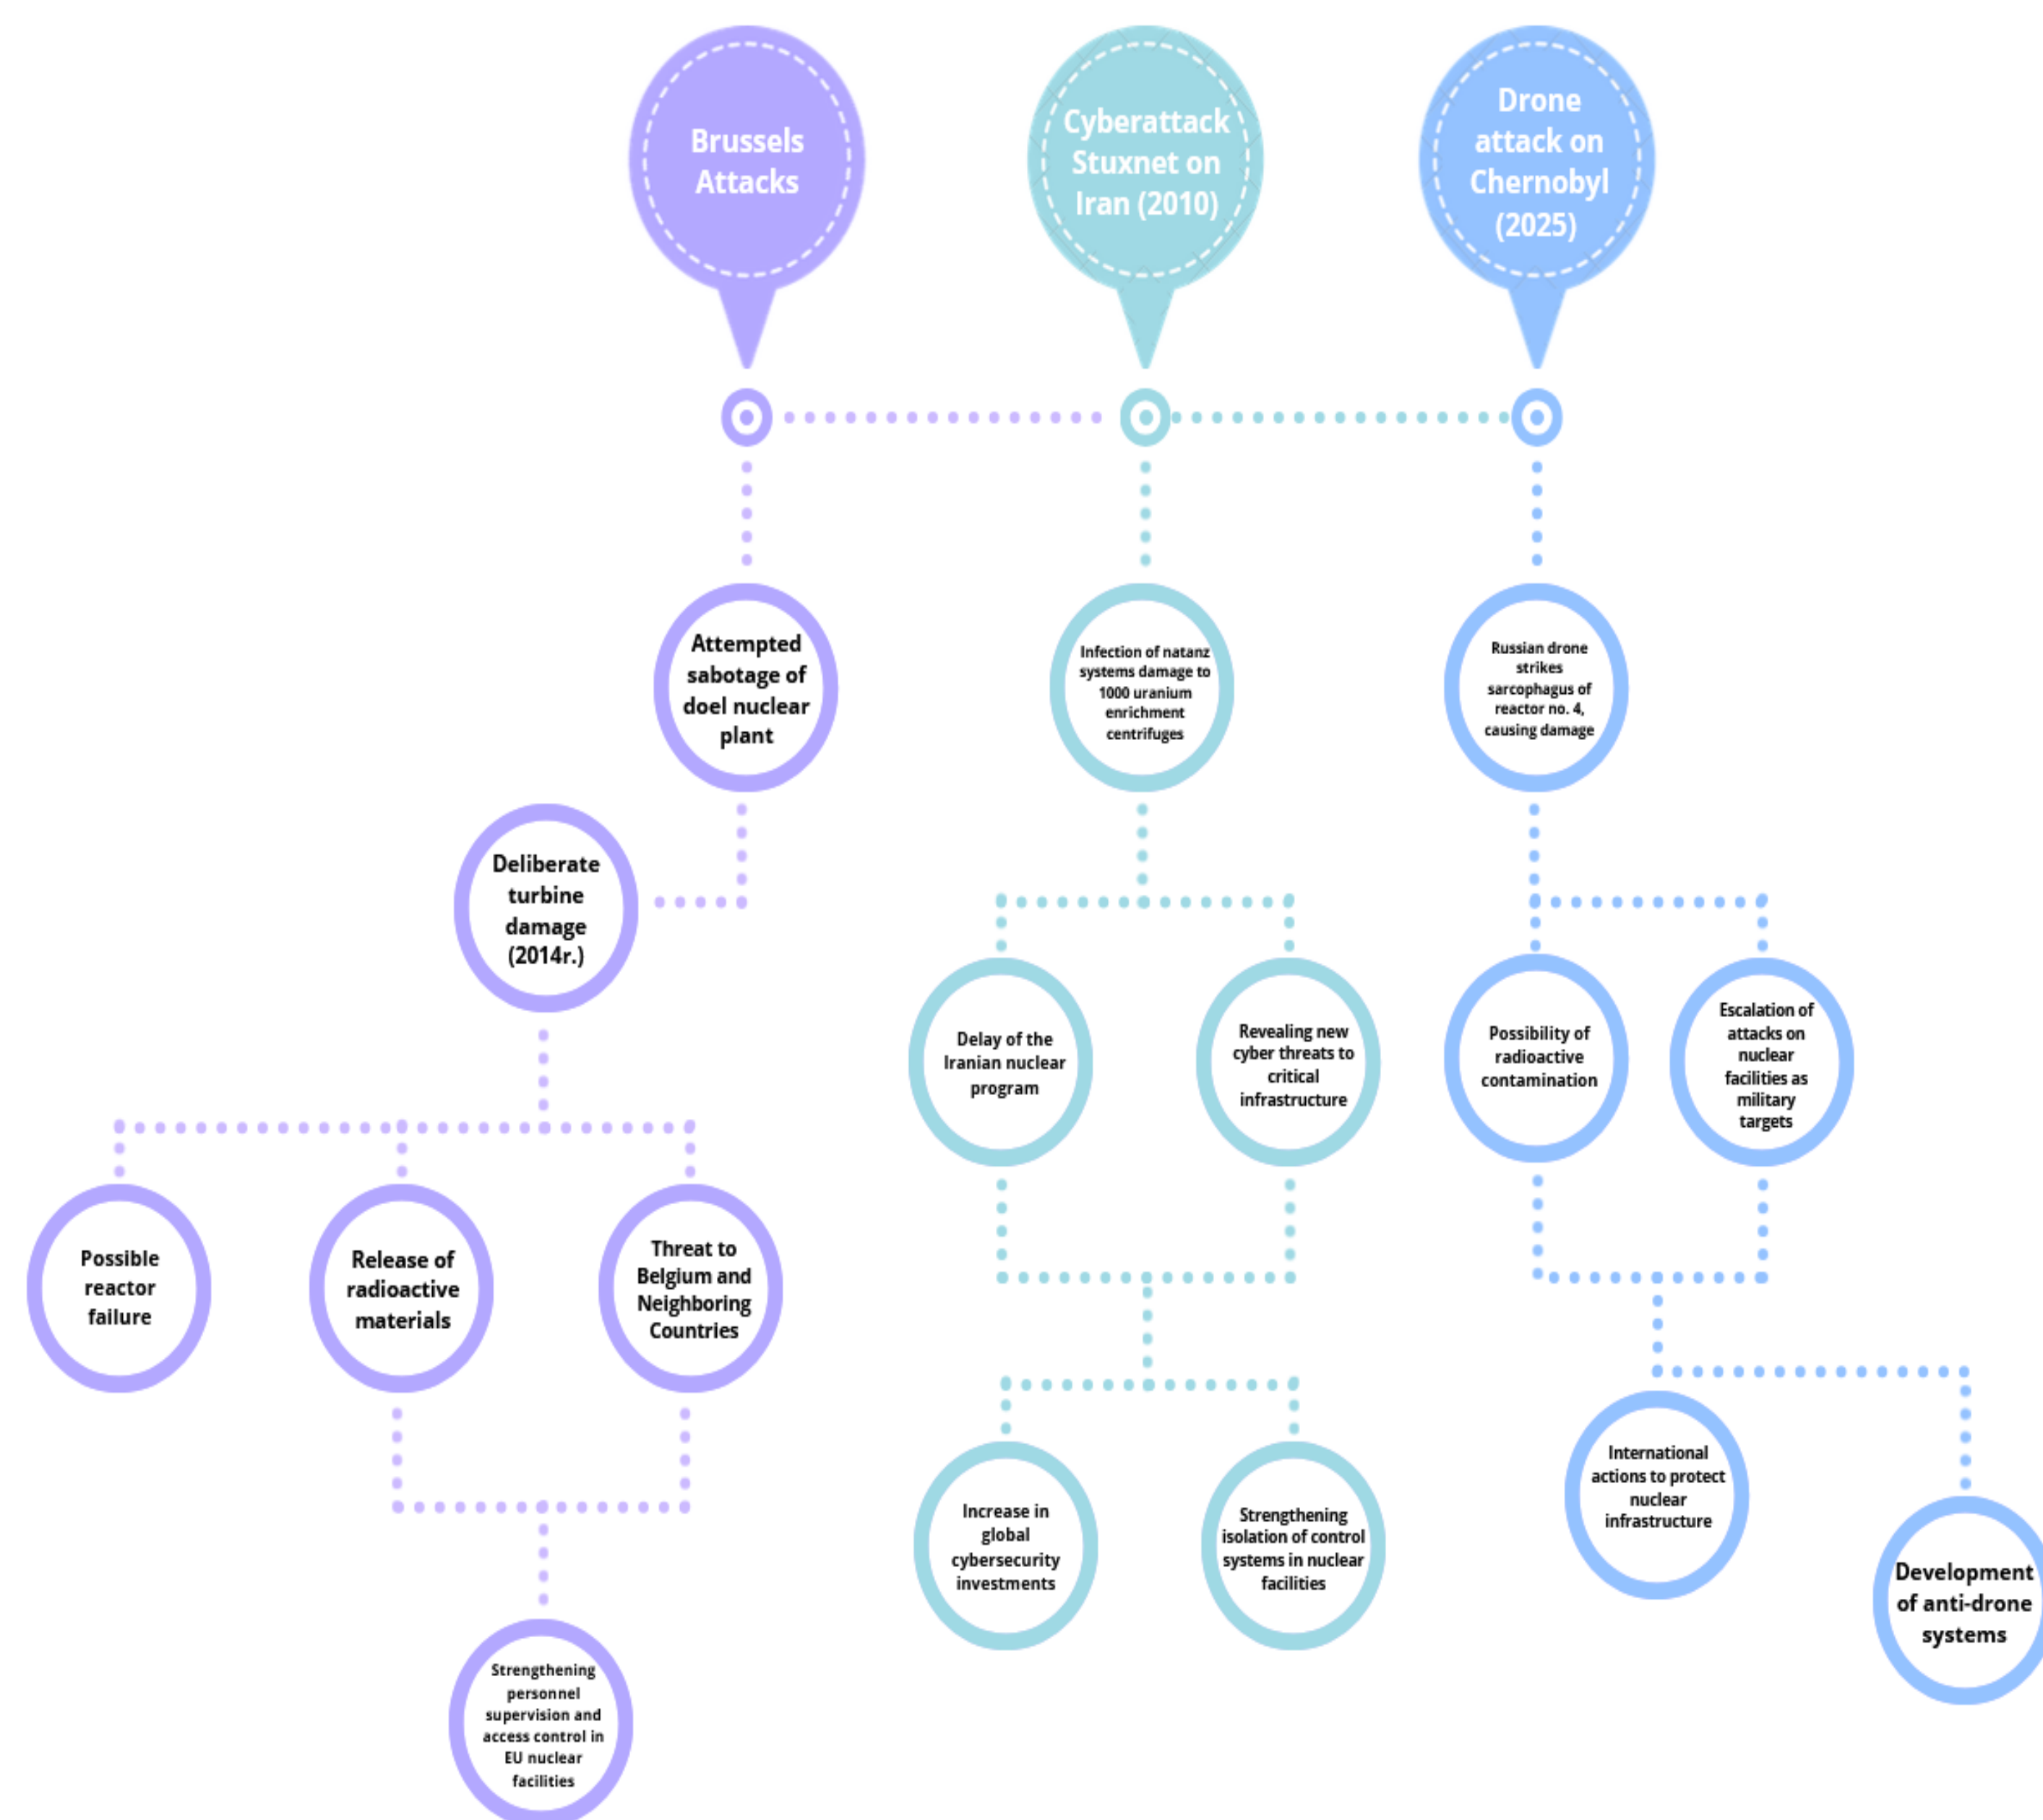 Brussels
Attacks
Cyberattack
Stuxnet on
Iran (2010)
Drone
attack on
Chernobyl
(2025)
Attempted
sabotage of
doel nuclear
plant
Infection of natanz
systems damage to
1000 uranium
enrichment
centrifuges
Russian drone
strikes
sarcophagus of
reactor no. 4,
causing damage
Deliberate
turbine
damage
(2014r.)
Delay of the
Iranian nuclear
program
Revealing new
cyber threats to
critical
infrastructure
Possibility of
radioactive
contamination
Escalation of
attacks on
nuclear
facilities as
military
targets
Possible
reactor
failure
Release of
radioactive
materials
Threat to
Belgium and
Neighboring
Countries
Increase in
global
cybersecurity
investments
Strengthening
isolation of control
systems in nuclear
facilities
International
actions to protect
nuclear
infrastructure
Development
of anti-drone
systems
Strengthening
personnel
supervision and
access control in
EU nuclear
facilities